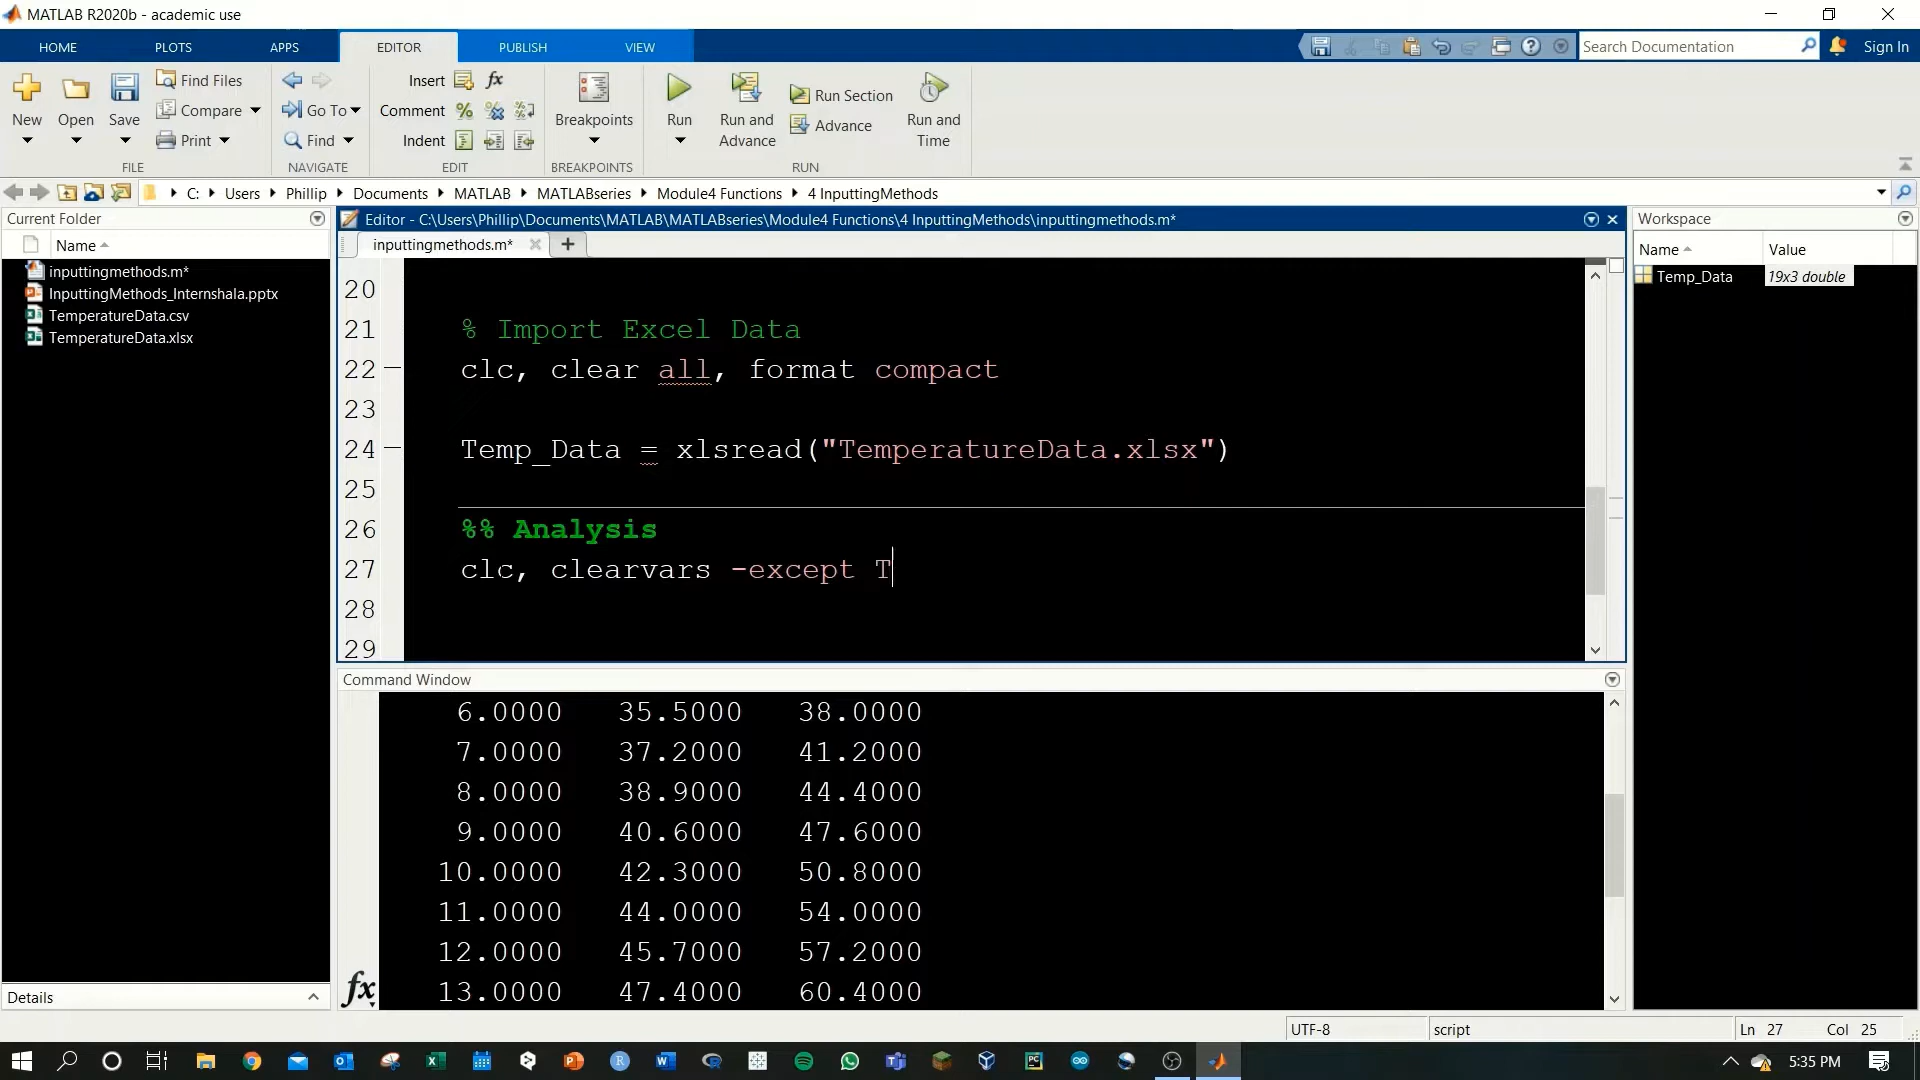 MATLAB R2020b - academic use
HOME PLOTS APPS EDITOR PUBLISH VIEW Search Documentation Sign In
New Open Save Find Files Compare Print FILE
Go To Find NAVIGATE
Insert fx Comment Indent EDIT
Breakpoints BREAKPOINTS
Run Run and Advance Run Section Advance Run and Time RUN
C: Users Phillip Documents MATLAB MATLABseries Module4 Functions 4 InputtingMethods
Current Folder
Name
inputtingmethods.m*
InputtingMethods_Internshala.pptx
TemperatureData.csv
TemperatureData.xlsx
Details
Editor - C:\Users\Phillip\Documents\MATLAB\MATLABseries\Module4 Functions\4 InputtingMethods\inputtingmethods.m*
inputtingmethods.m*
20
21 % Import Excel Data
22 clc, clear all, format compact
23
24 Temp_Data = xlsread("TemperatureData.xlsx")
25
26 %% Analysis
27 clc, clearvars -except T
28
29
Command Window
6.0000 35.5000 38.0000
7.0000 37.2000 41.2000
8.0000 38.9000 44.4000
9.0000 40.6000 47.6000
10.0000 42.3000 50.8000
11.0000 44.0000 54.0000
12.0000 45.7000 57.2000
13.0000 47.4000 60.4000
fx
Workspace
Name Value
Temp_Data 19x3 double
UTF-8 script Ln 27 Col 25
5:35 PM